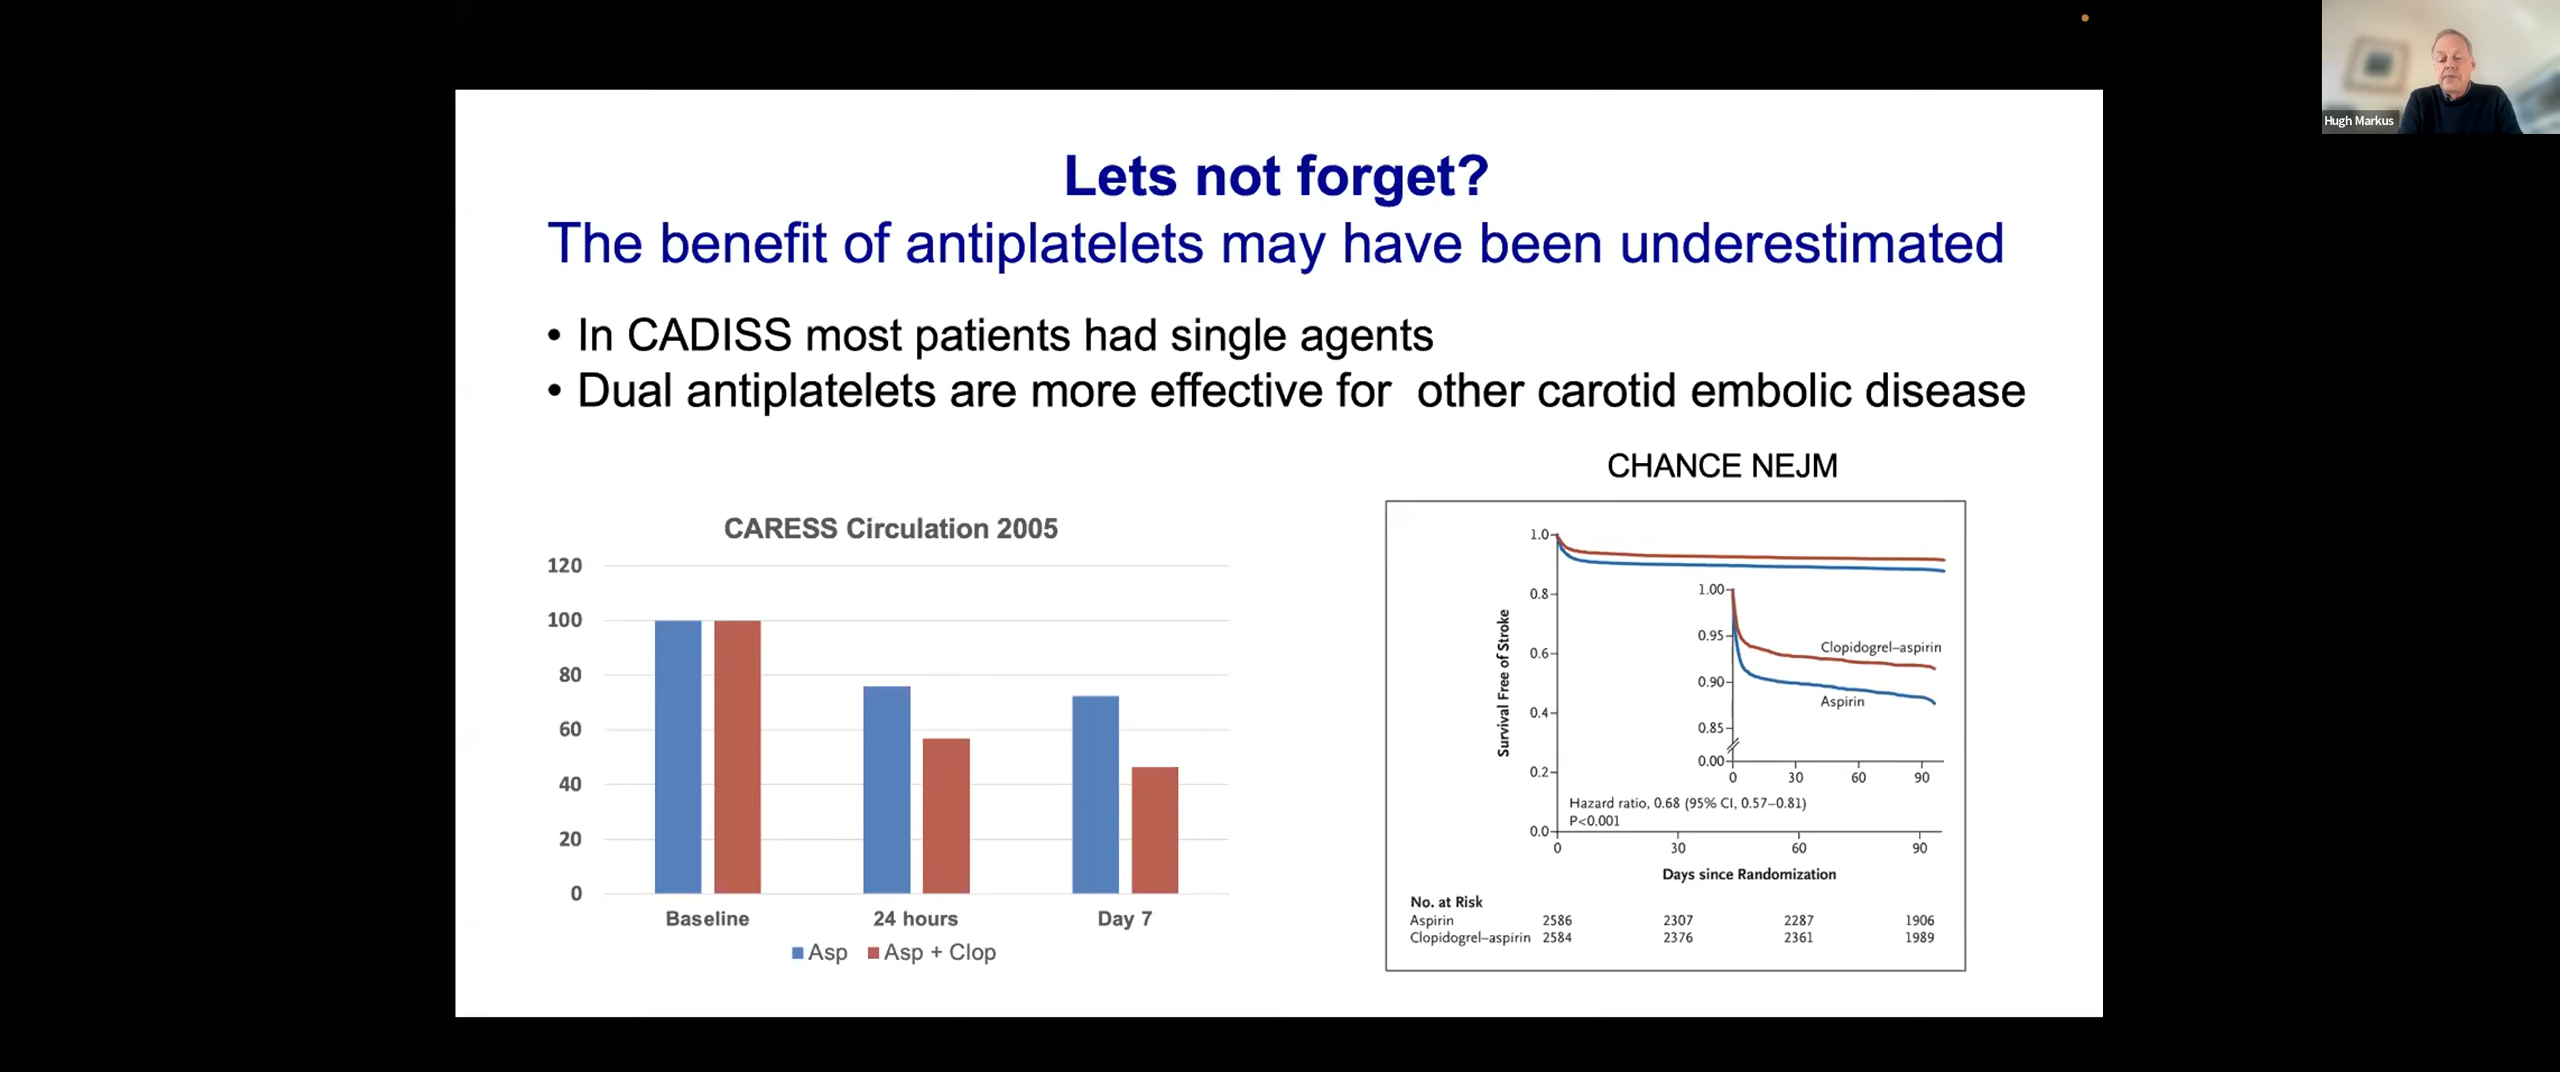 Hugh Markus
Lets not forget?
The benefit of antiplatelets may have been underestimated
• In CADISS most patients had single agents
• Dual antiplatelets are more effective for other carotid embolic disease
CARESS Circulation 2005
120
100
80
60
40
20
0
Baseline 24 hours Day 7
Asp Asp + Clop
CHANCE NEJM
Survival Free of Stroke
1.0
0.8
0.6
0.4
0.2
0.0
1.00
0.95
0.90
0.85
0.00
Clopidogrel–aspirin
Aspirin
0 30 60 90
Hazard ratio, 0.68 (95% CI, 0.57–0.81)
P<0.001
0 30 60 90
Days since Randomization
No. at Risk
Aspirin 2586 2307 2287 1906
Clopidogrel–aspirin 2584 2376 2361 1989